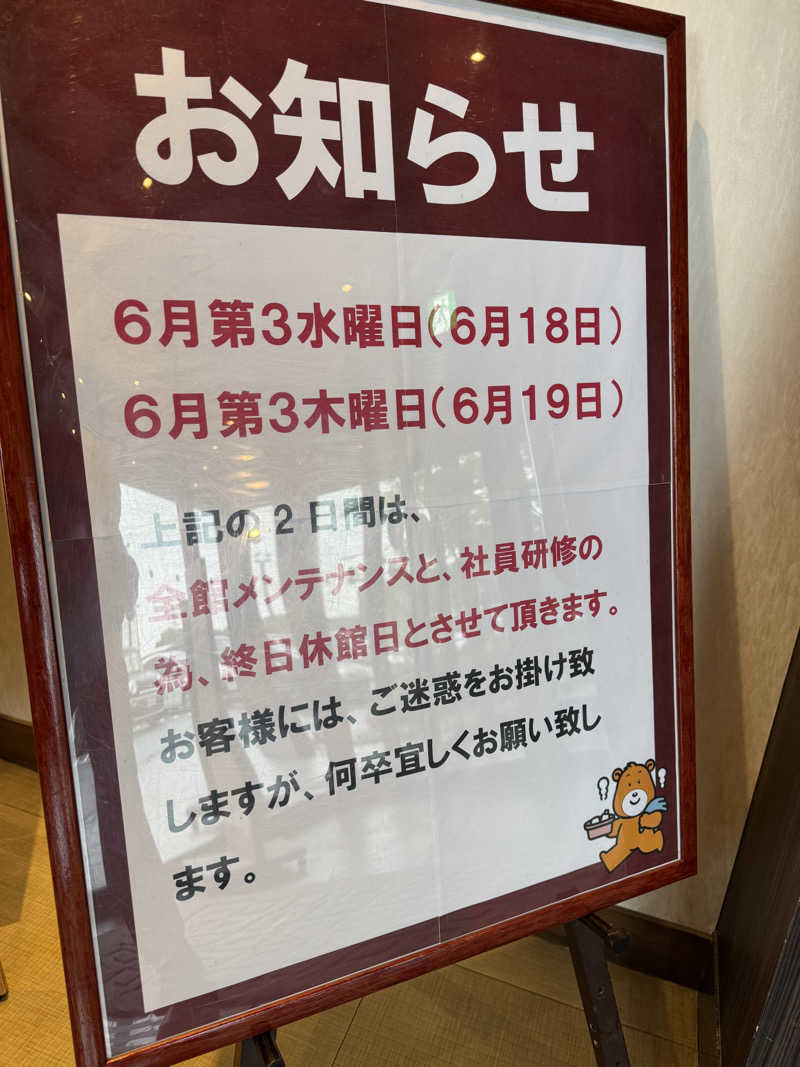 お知らせ
6月第3水曜日(6月18日)
6月第3木曜日(6月19日)
上記の2日間は、
全館メンテナンスと、社員研修の
為、終日休館日とさせて頂きます。
お客様には、ご迷惑をお掛け致
しますが、何卒宜しくお願い致し
ます。